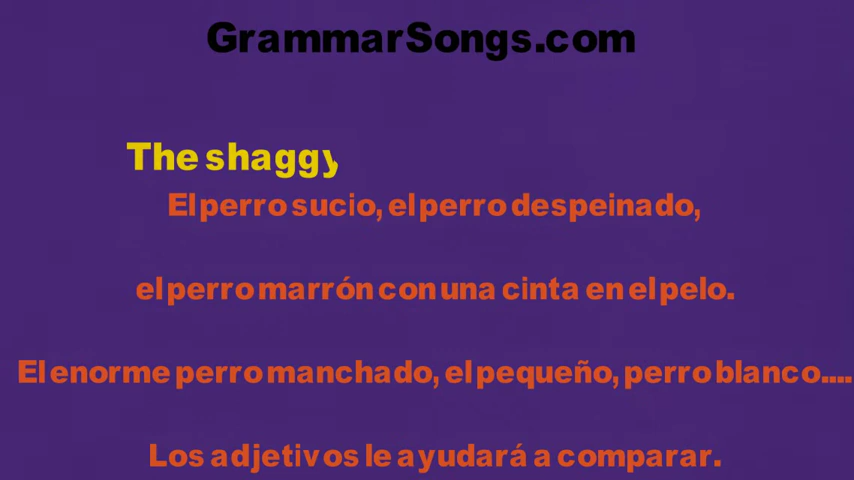 GrammarSongs.com
The shaggy
El perro sucio, el perro despeinado,
el perro marrón con una cinta en el pelo.
El enorme perro manchado, el pequeño, perro blanco....
Los adjetivos le ayudará a comparar.